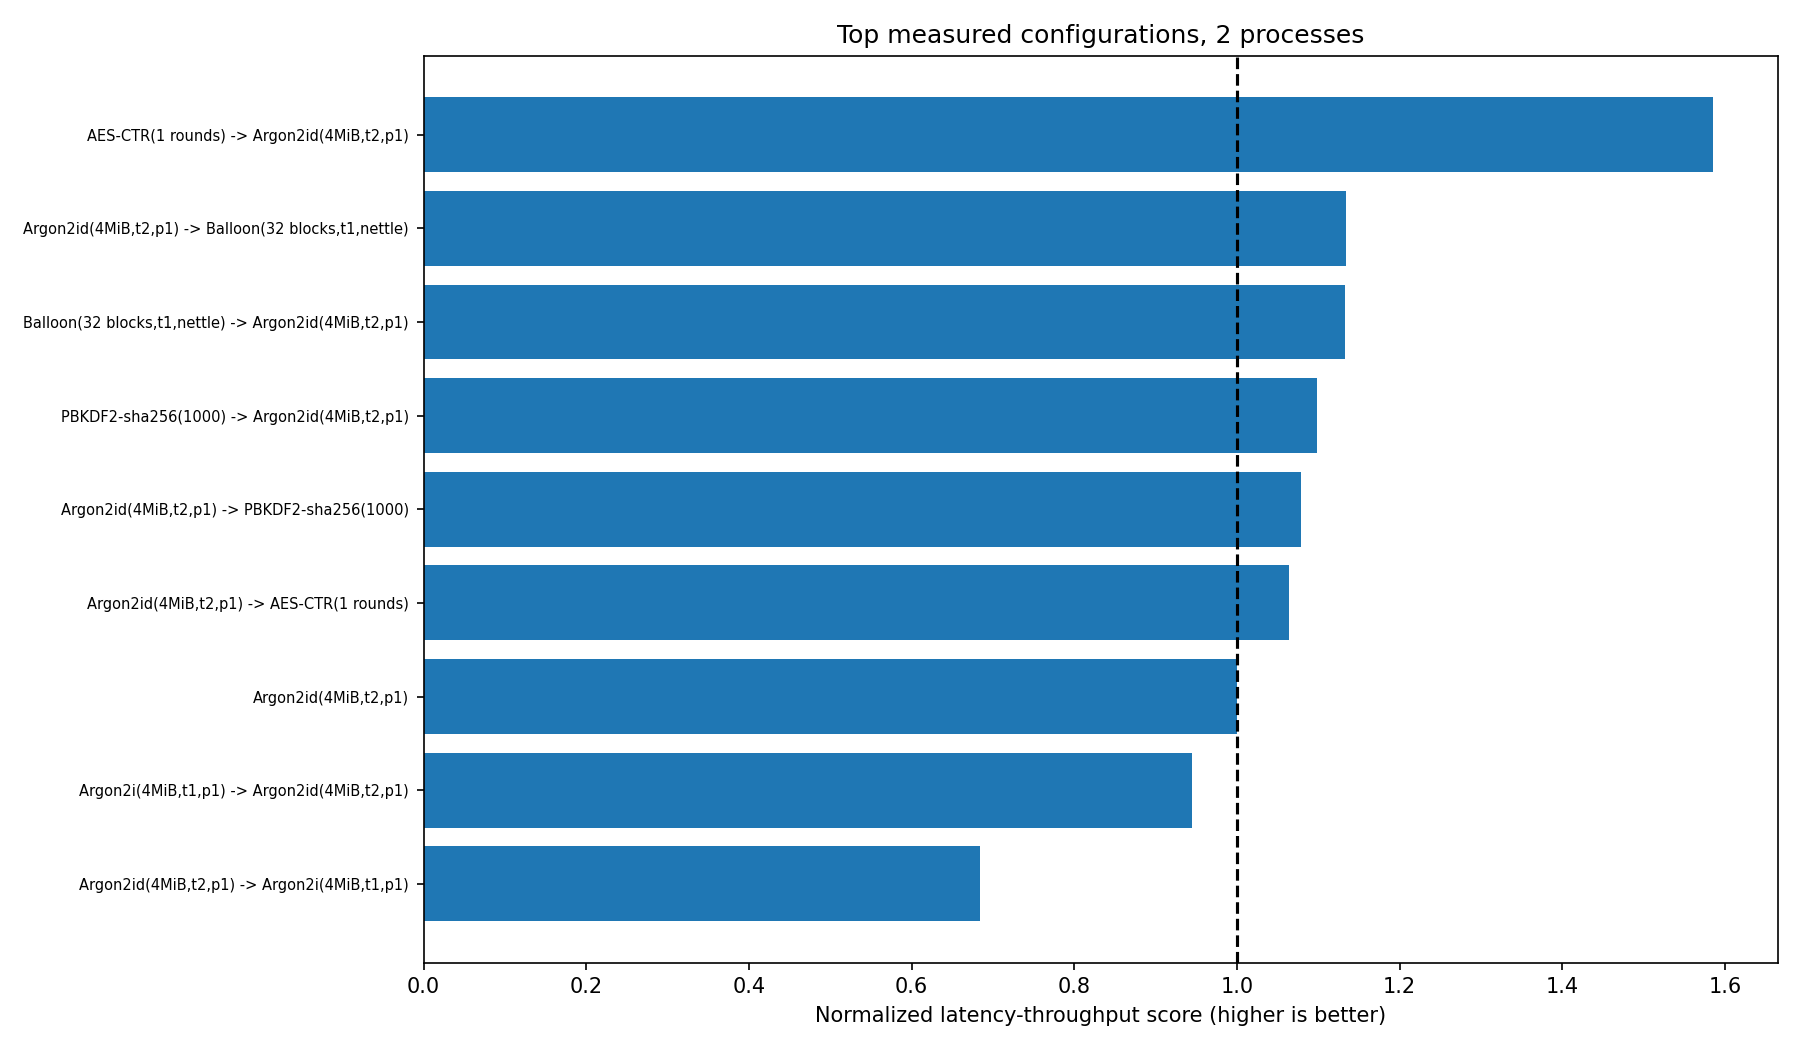 Top measured configurations, 2 processes
AES-CTR(1 rounds) -> Argon2id(4MiB,t2,p1)
Argon2id(4MiB,t2,p1) -> Balloon(32 blocks,t1,nettle)
Balloon(32 blocks,t1,nettle) -> Argon2id(4MiB,t2,p1)
PBKDF2-sha256(1000) -> Argon2id(4MiB,t2,p1)
Argon2id(4MiB,t2,p1) -> PBKDF2-sha256(1000)
Argon2id(4MiB,t2,p1) -> AES-CTR(1 rounds)
Argon2id(4MiB,t2,p1)
Argon2i(4MiB,t1,p1) -> Argon2id(4MiB,t2,p1)
Argon2id(4MiB,t2,p1) -> Argon2i(4MiB,t1,p1)
0.0 0.2 0.4 0.6 0.8 1.0 1.2 1.4 1.6
Normalized latency-throughput score (higher is better)